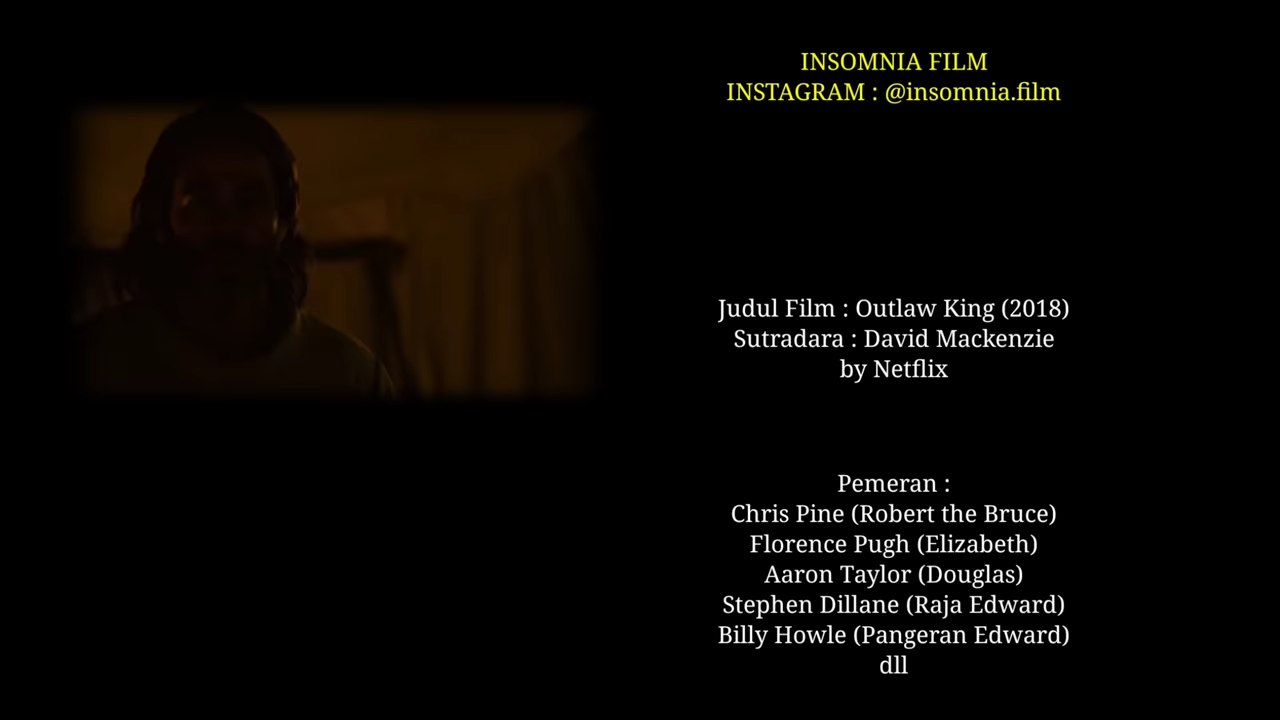 INSOMNIA FILM
INSTAGRAM : @insomnia.film
Judul Film : Outlaw King (2018)
Sutradara : David Mackenzie
by Netflix
Pemeran :
Chris Pine (Robert the Bruce)
Florence Pugh (Elizabeth)
Aaron Taylor (Douglas)
Stephen Dillane (Raja Edward)
Billy Howle (Pangeran Edward)
dll